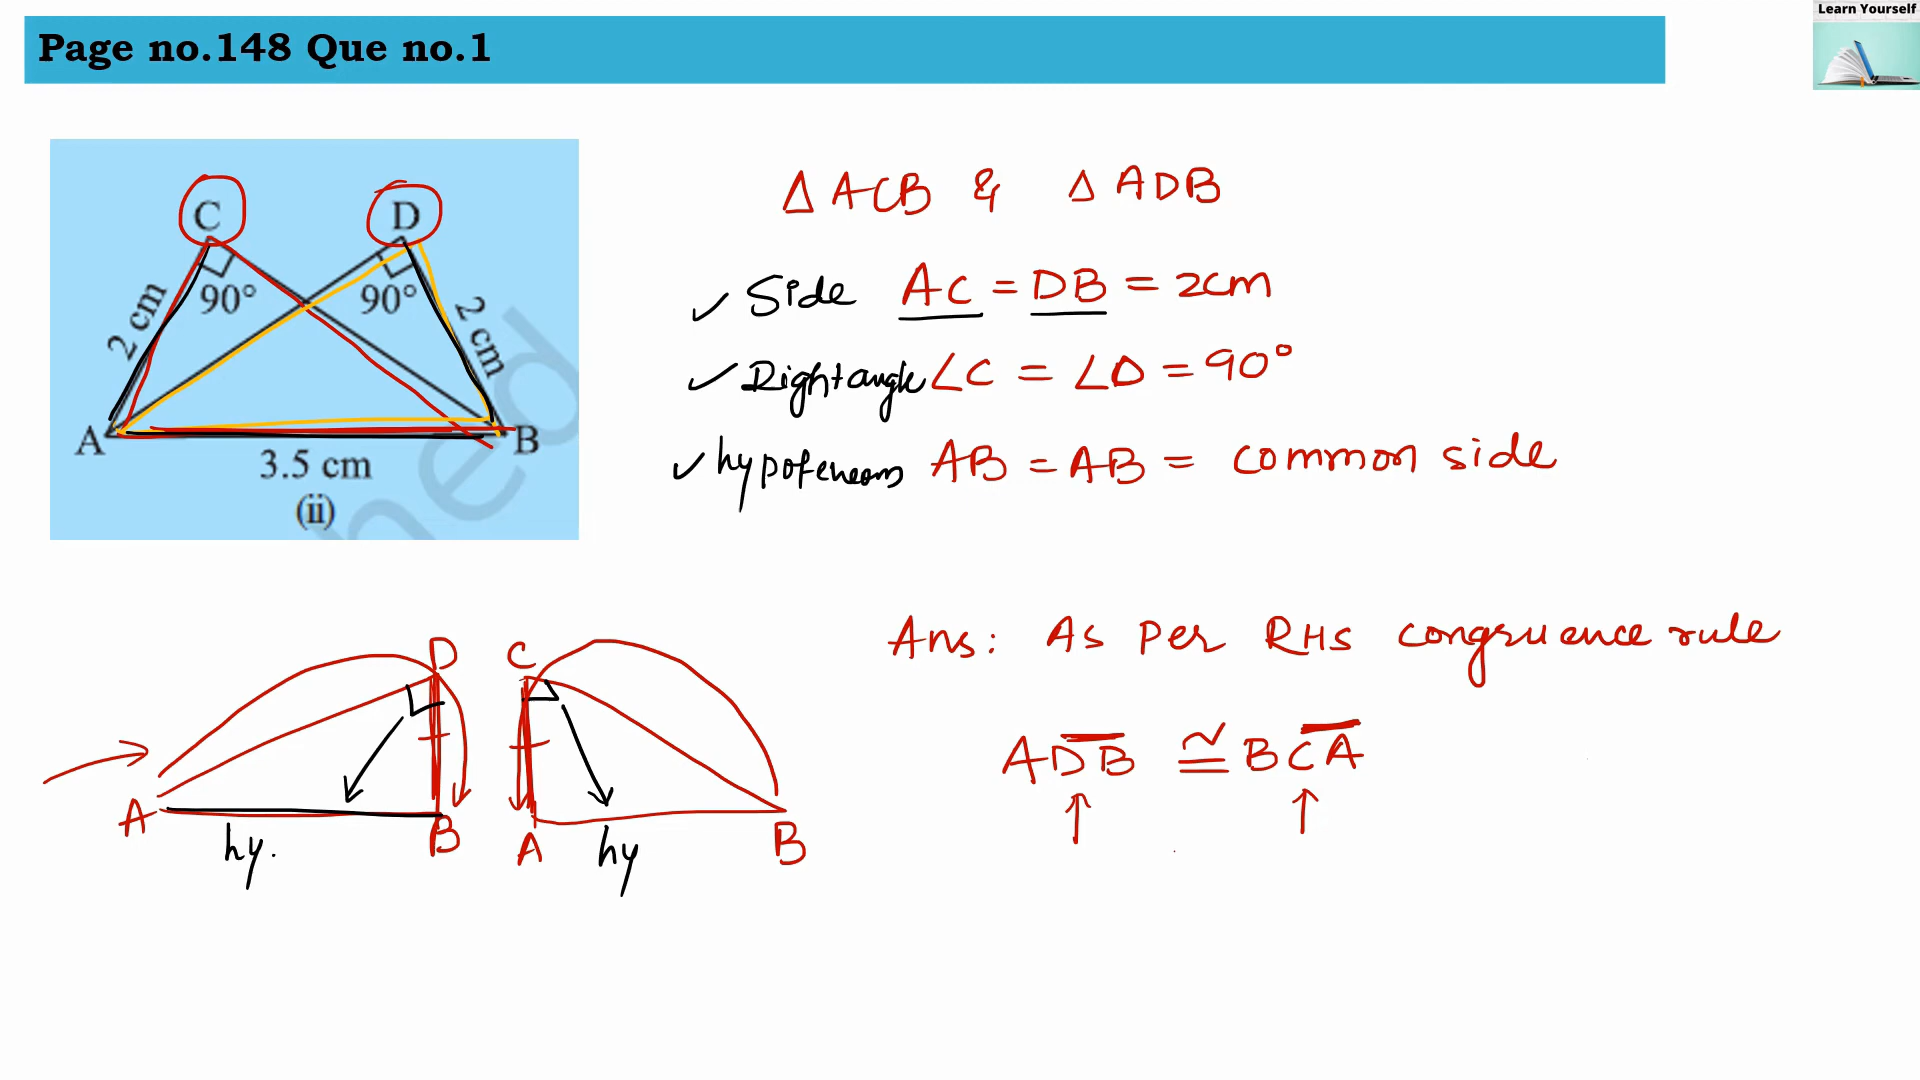 Page no.148 Que no.1
Learn Yourself
C D
90° 90°
2 cm 2 cm
A B
3.5 cm
(ii)
∆ ACB & ∆ ADB
✓ Side AC = DB = 2cm
✓ Right angle ∠C = ∠D = 90°
✓ AB = AB = common side
Ans: As per RHS congruence rule
ADB ≅ BCA
D C
A B A B
hy. hy